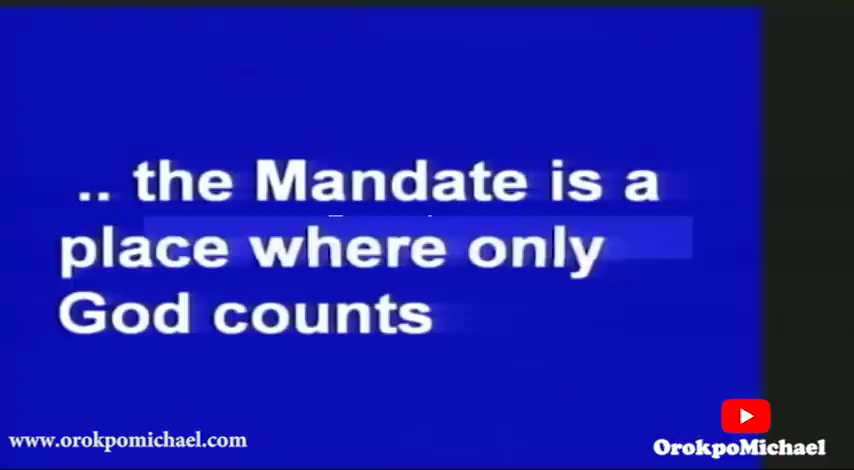 .. the Mandate is a
place where only
God counts
www.orokpomichael.com
OrokpoMichael